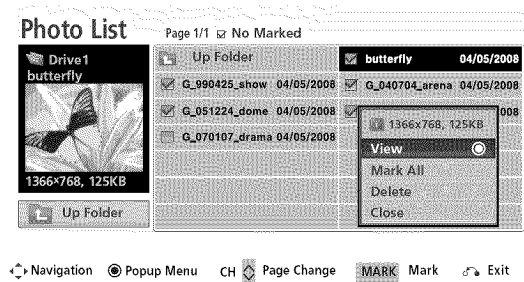 Photo List
Page 1/1 No Marked
Drive1
butterfly
1366x768, 125KB
Up Folder
Up Folder
butterfly 04/05/2008
G_990425_show 04/05/2008
G_040704_arena 04/05/2008
G_051224_dome 04/05/2008
008
G_070107_drama 04/05/2008
1366x768, 125KB
View
Mark All
Delete
Close
Navigation Popup Menu CH Page Change MARK Mark Exit